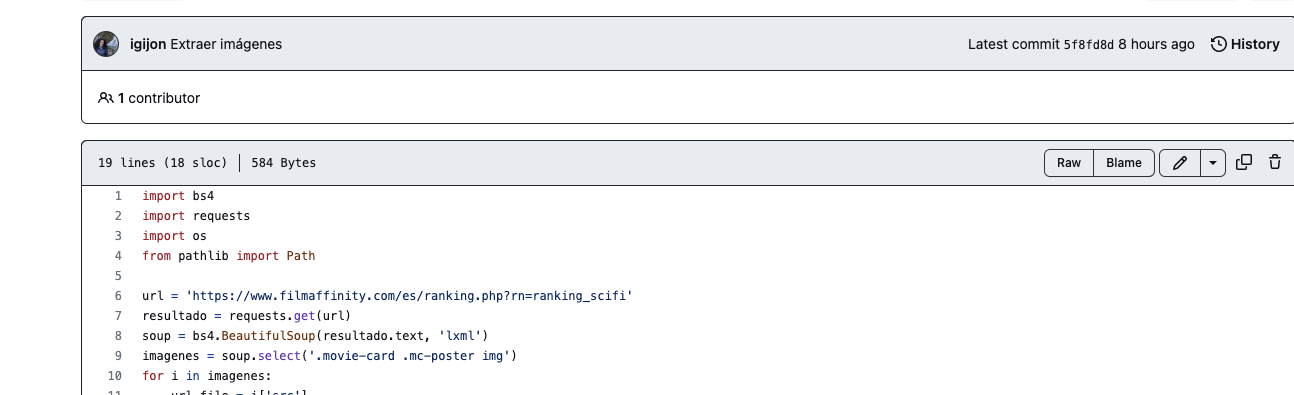 igijon Extraer imágenes
Latest commit 5f8fd8d 8 hours ago History
1 contributor
19 lines (18 sloc) 584 Bytes
Raw Blame
1 import bs4
2 import requests
3 import os
4 from pathlib import Path
5
6 url = 'https://www.filmaffinity.com/es/ranking.php?rn=ranking_scifi'
7 resultado = requests.get(url)
8 soup = bs4.BeautifulSoup(resultado.text, 'lxml')
9 imagenes = soup.select('.movie-card .mc-poster img')
10 for i in imagenes:
11 url_file = i['src']